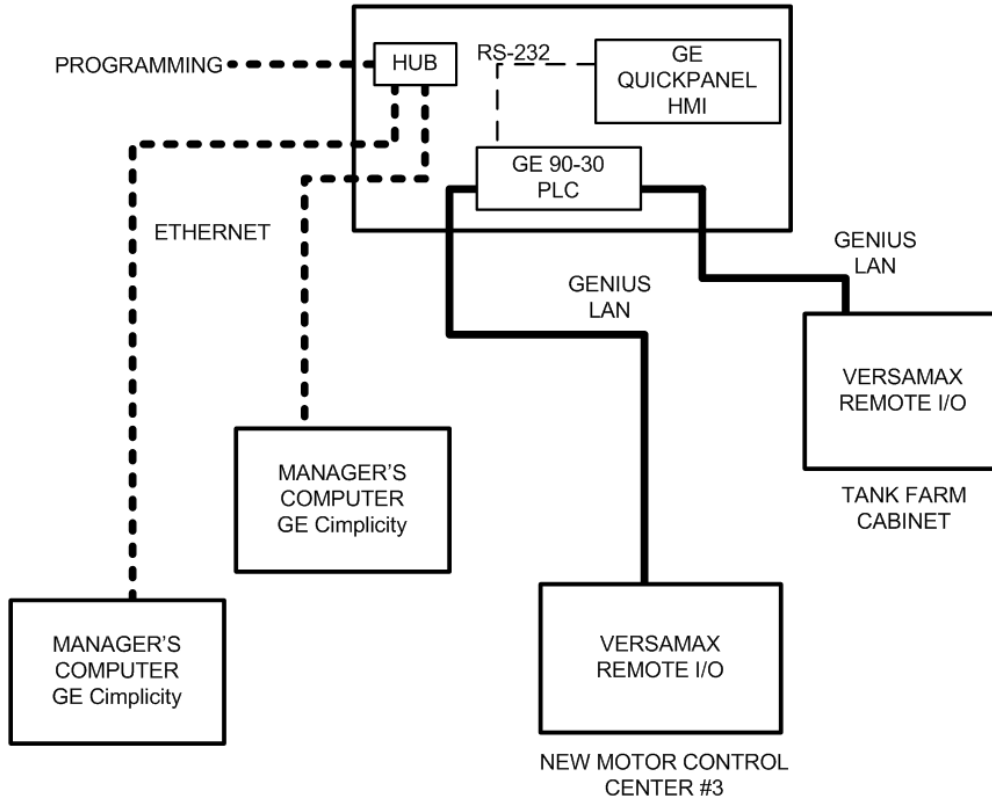 PROGRAMMING
HUB
RS-232
GE
QUICKPANEL
HMI
GE 90-30
PLC
ETHERNET
GENIUS
LAN
GENIUS
LAN
VERSAMAX
REMOTE I/O
TANK FARM
CABINET
MANAGER'S
COMPUTER
GE Cimplicity
MANAGER'S
COMPUTER
GE Cimplicity
VERSAMAX
REMOTE I/O
NEW MOTOR CONTROL
CENTER #3